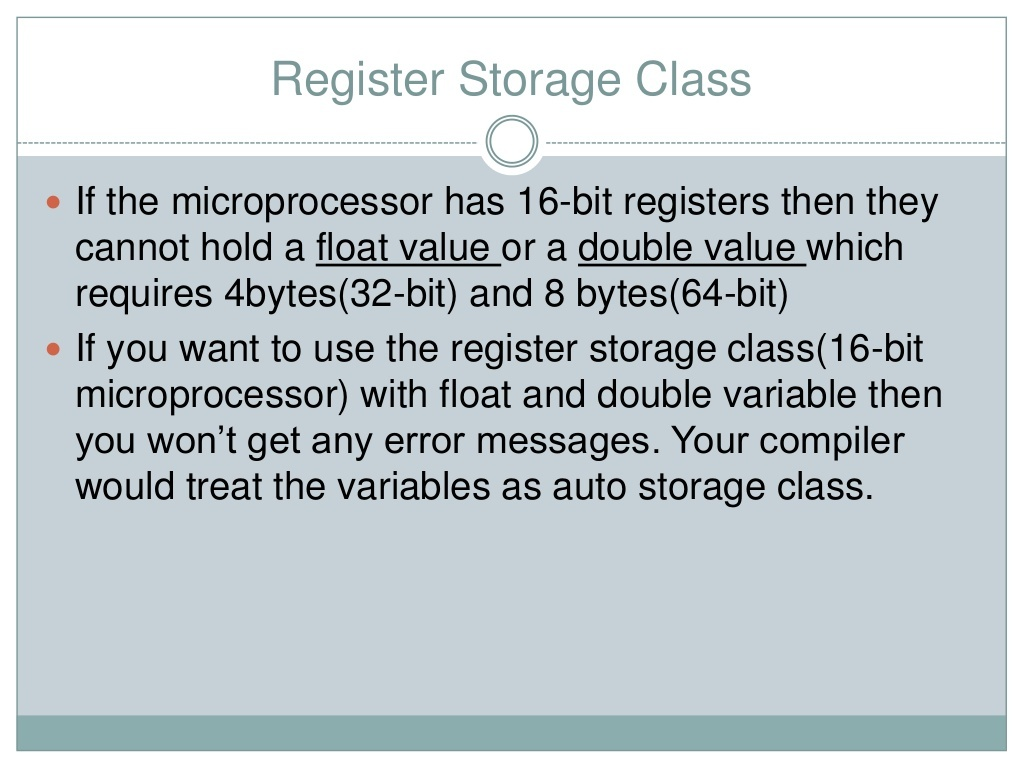 Register Storage Class
• If the microprocessor has 16-bit registers then they
cannot hold a float value or a double value which
requires 4bytes(32-bit) and 8 bytes(64-bit)
• If you want to use the register storage class(16-bit
microprocessor) with float and double variable then
you won’t get any error messages. Your compiler
would treat the variables as auto storage class.